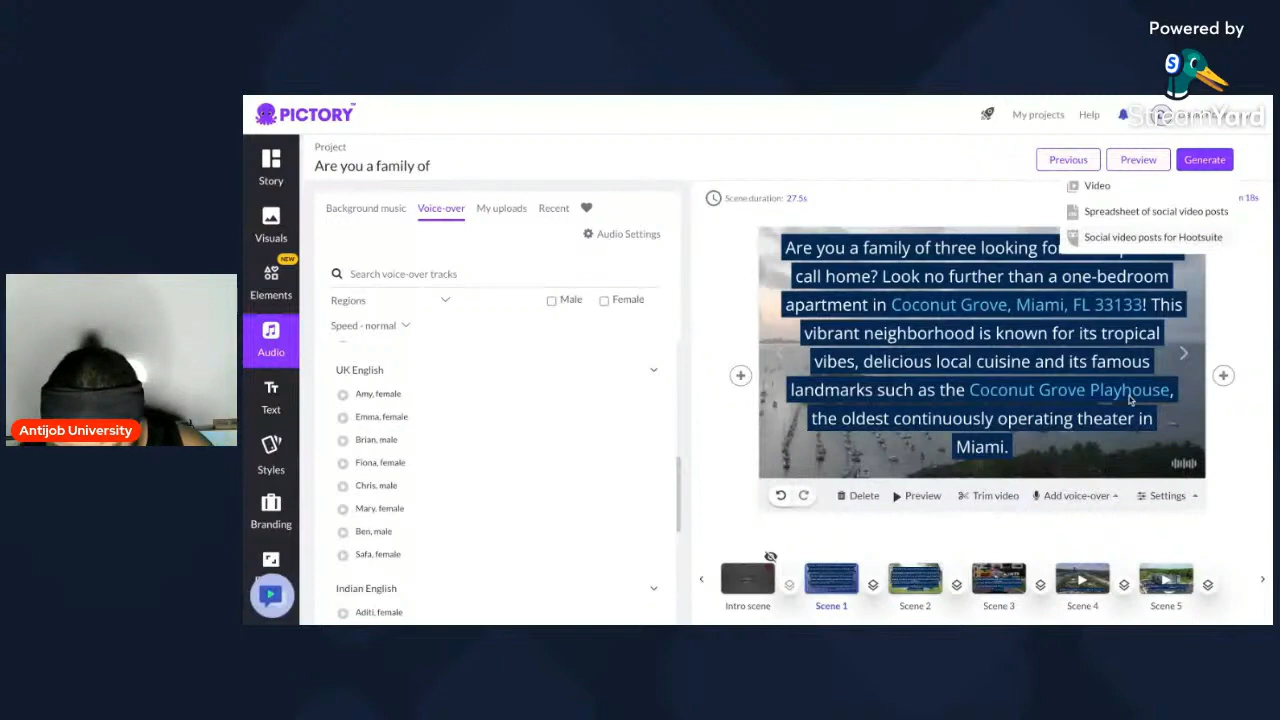 Powered by
S
StreamYard
PICTORY™
My projects
Help
Project
Are you a family of
Previous
Preview
Generate
Video
Spreadsheet of social video posts
Social video posts for Hootsuite
n 18s
Story
Visuals
NEW
Elements
Audio
Text
Styles
Branding
Background music
Voice-over
My uploads
Recent
Audio Settings
Search voice-over tracks
Regions
Male
Female
Speed - normal
UK English
Amy, female
Emma, female
Brian, male
Fiona, female
Chris, male
Mary, female
Ben, male
Safa, female
Indian English
Aditi, female
Scene duration: 27.5s
Are you a family of three looking for
call home? Look no further than a one-bedroom
apartment in Coconut Grove, Miami, FL 33133! This
vibrant neighborhood is known for its tropical
vibes, delicious local cuisine and its famous
landmarks such as the Coconut Grove Playhouse,
the oldest continuously operating theater in
Miami.
Delete
Preview
Trim video
Add voice-over
Settings
Intro scene
Scene 1
Scene 2
Scene 3
Scene 4
Scene 5
Antijob University